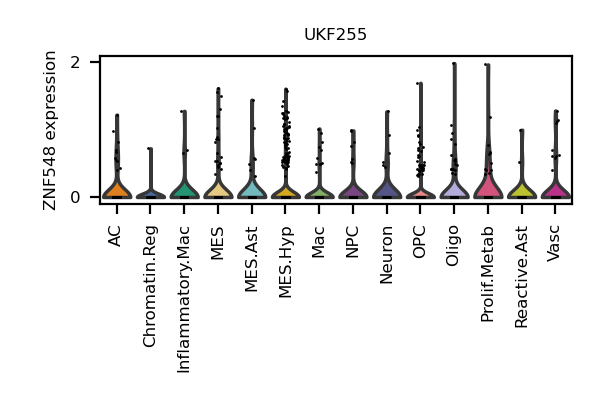 UKF255
ZNF548 expression
2
0
AC
Chromatin.Reg
Inflammatory.Mac
MES
MES.Ast
MES.Hyp
Mac
NPC
Neuron
OPC
Oligo
Prolif.Metab
Reactive.Ast
Vasc